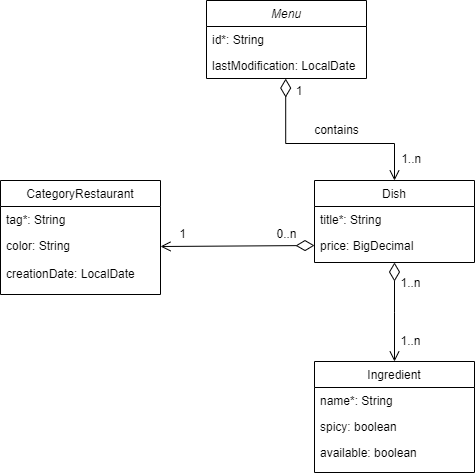 Menu
id*: String
lastModification: LocalDate
1
contains
1..n
CategoryRestaurant
tag*: String
color: String
creationDate: LocalDate
1
0..n
Dish
title*: String
price: BigDecimal
1..n
1..n
Ingredient
name*: String
spicy: boolean
available: boolean